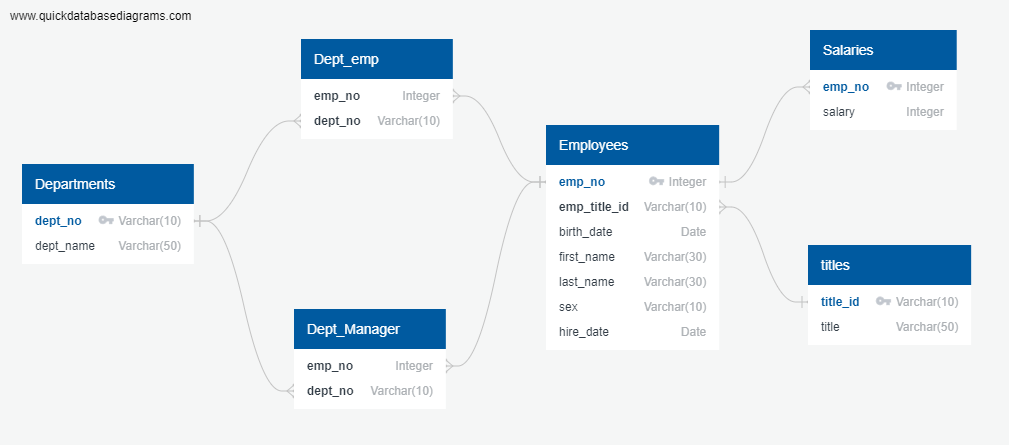 www.quickdatabasediagrams.com
Departments
dept_no Varchar(10)
dept_name Varchar(50)
Dept_emp
emp_no Integer
dept_no Varchar(10)
Dept_Manager
emp_no Integer
dept_no Varchar(10)
Employees
emp_no Integer
emp_title_id Varchar(10)
birth_date Date
first_name Varchar(30)
last_name Varchar(30)
sex Varchar(10)
hire_date Date
Salaries
emp_no Integer
salary Integer
titles
title_id Varchar(10)
title Varchar(50)